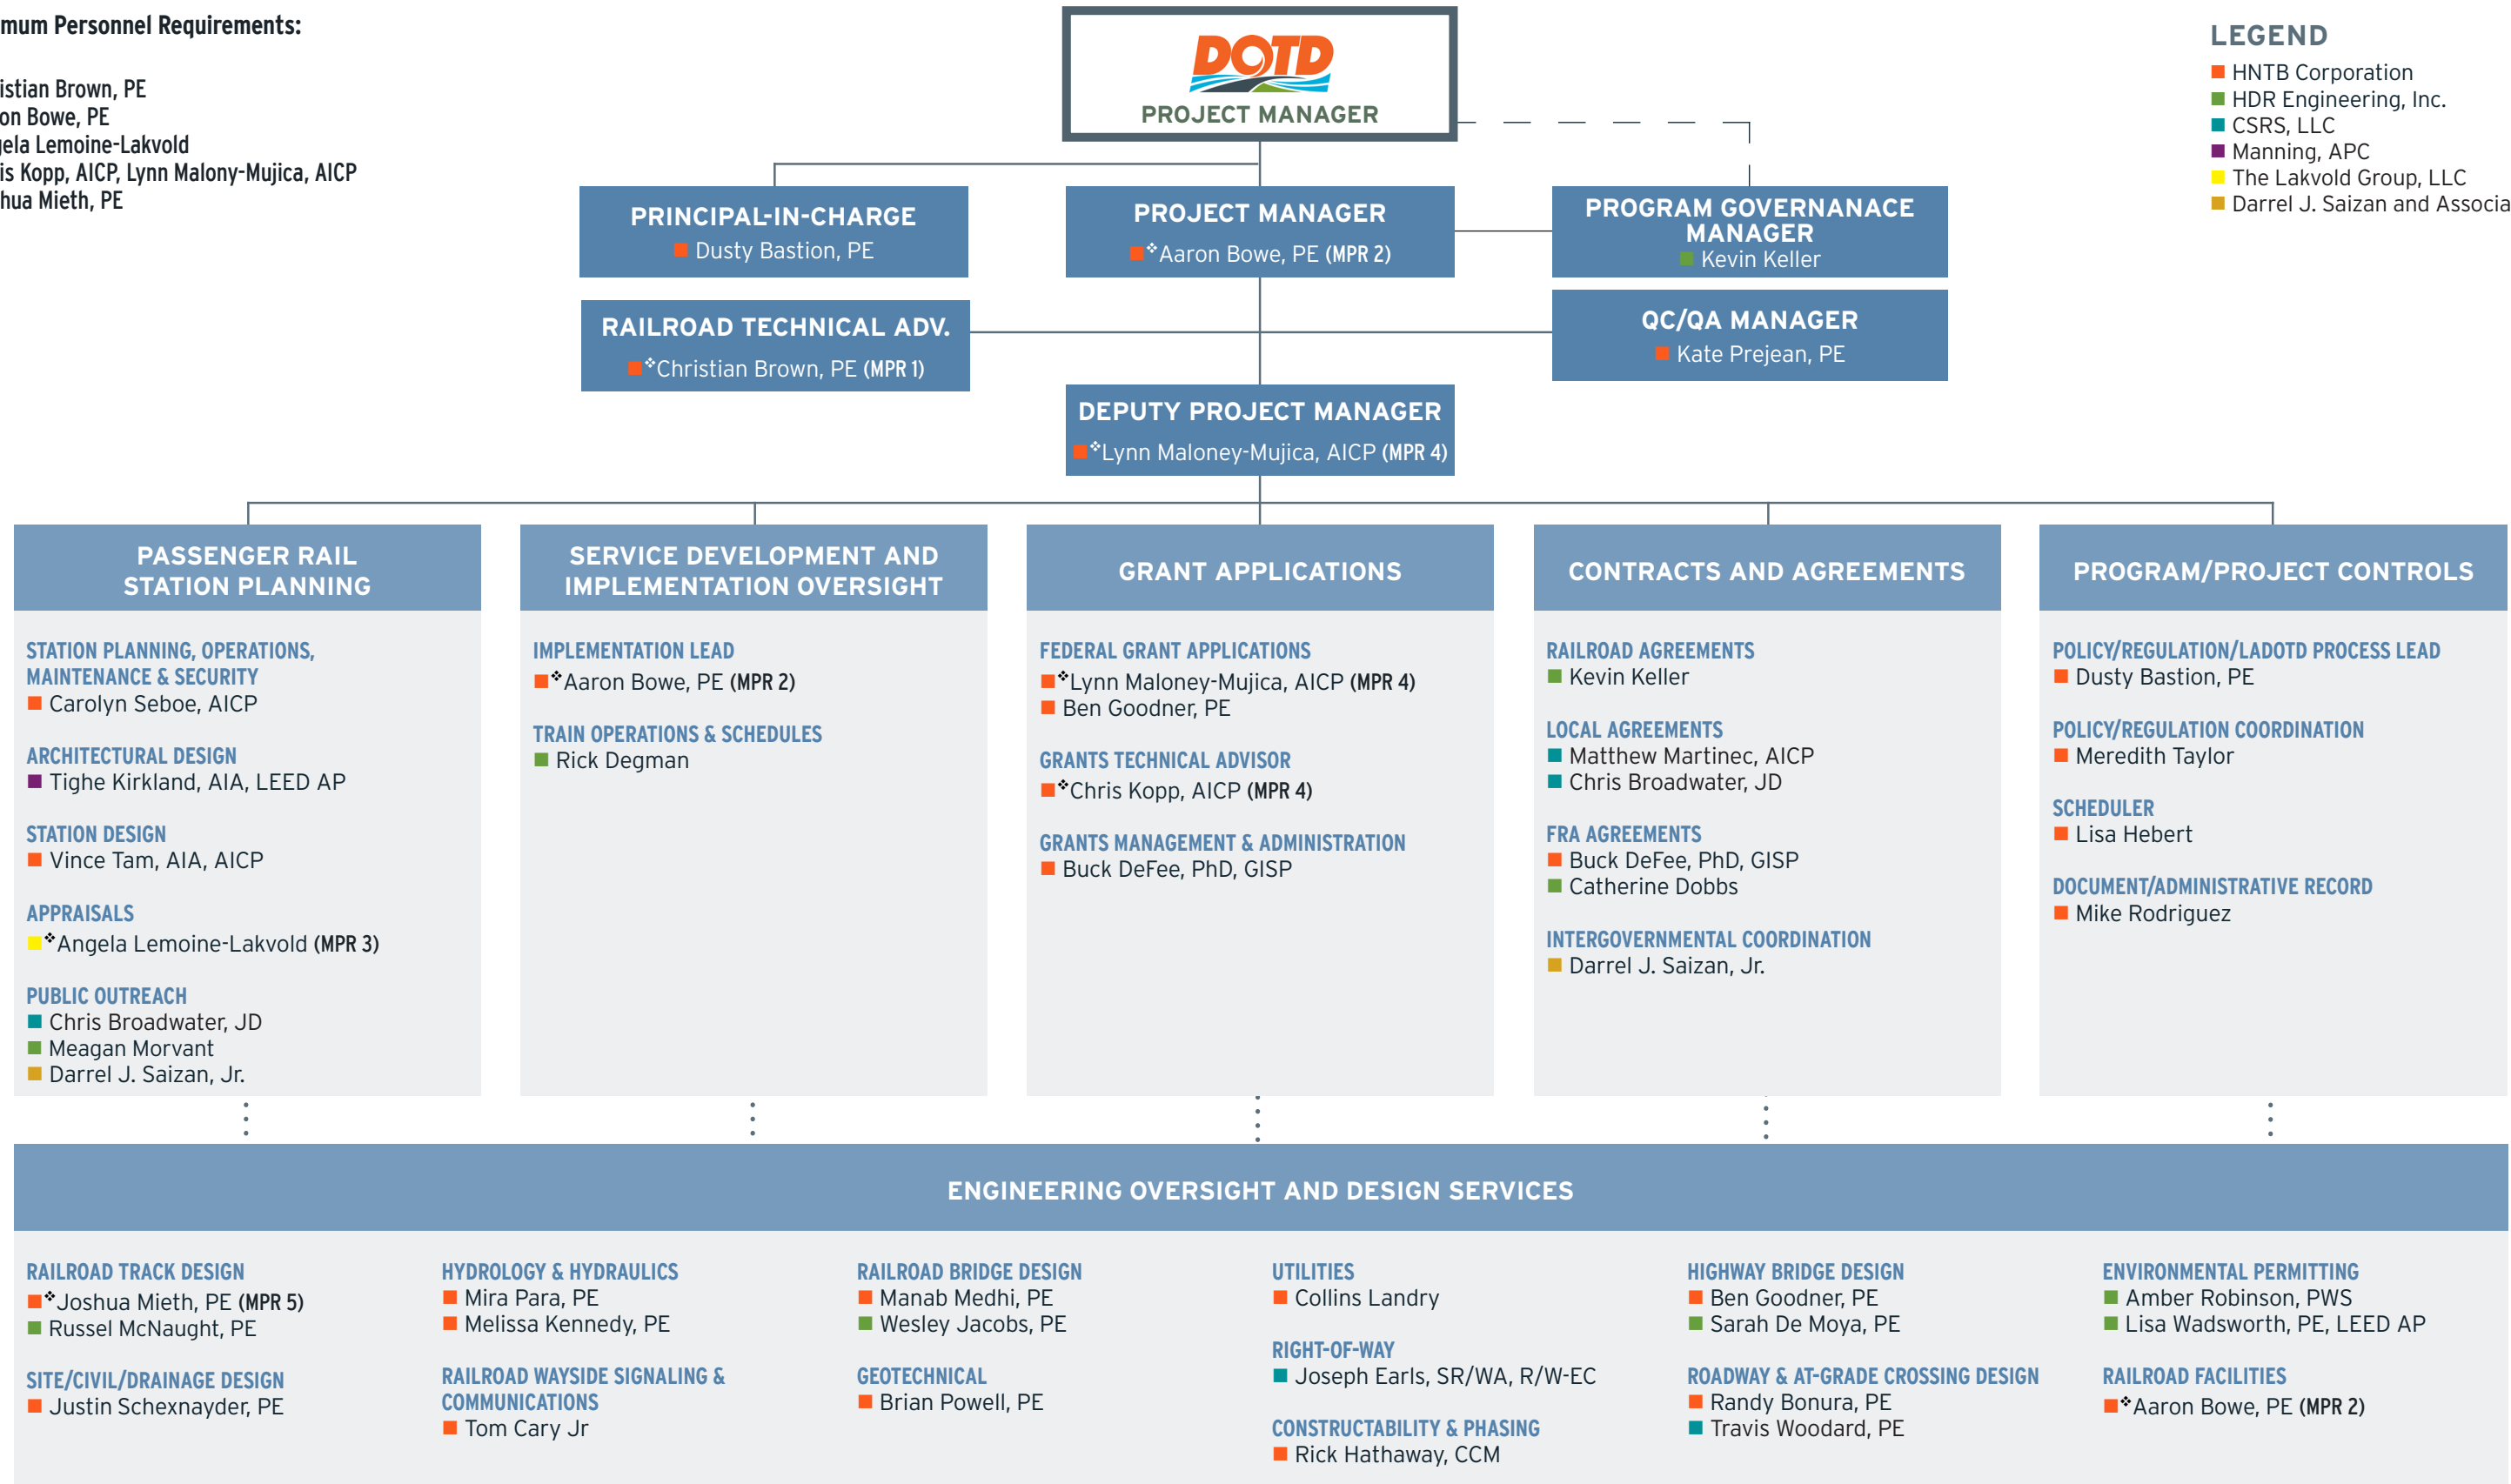 mum Personnel Requirements:
istian Brown, PE
on Bowe, PE
gela Lemoine-Lakvold
is Kopp, AICP, Lynn Malony-Mujica, AICP
hua Mieth, PE
DOTD
PROJECT MANAGER
LEGEND
HNTB Corporation
HDR Engineering, Inc.
CSRS, LLC
Manning, APC
The Lakvold Group, LLC
Darrel J. Saizan and Associa
PRINCIPAL-IN-CHARGE
Dusty Bastion, PE
PROJECT MANAGER
❖Aaron Bowe, PE (MPR 2)
PROGRAM GOVERNANACE
MANAGER
Kevin Keller
RAILROAD TECHNICAL ADV.
❖Christian Brown, PE (MPR 1)
QC/QA MANAGER
Kate Prejean, PE
DEPUTY PROJECT MANAGER
❖Lynn Maloney-Mujica, AICP (MPR 4)
PASSENGER RAIL
STATION PLANNING
STATION PLANNING, OPERATIONS,
MAINTENANCE & SECURITY
Carolyn Seboe, AICP
ARCHITECTURAL DESIGN
Tighe Kirkland, AIA, LEED AP
STATION DESIGN
Vince Tam, AIA, AICP
APPRAISALS
❖Angela Lemoine-Lakvold (MPR 3)
PUBLIC OUTREACH
Chris Broadwater, JD
Meagan Morvant
Darrel J. Saizan, Jr.
SERVICE DEVELOPMENT AND
IMPLEMENTATION OVERSIGHT
IMPLEMENTATION LEAD
❖Aaron Bowe, PE (MPR 2)
TRAIN OPERATIONS & SCHEDULES
Rick Degman
GRANT APPLICATIONS
FEDERAL GRANT APPLICATIONS
❖Lynn Maloney-Mujica, AICP (MPR 4)
Ben Goodner, PE
GRANTS TECHNICAL ADVISOR
❖Chris Kopp, AICP (MPR 4)
GRANTS MANAGEMENT & ADMINISTRATION
Buck DeFee, PhD, GISP
CONTRACTS AND AGREEMENTS
RAILROAD AGREEMENTS
Kevin Keller
LOCAL AGREEMENTS
Matthew Martinec, AICP
Chris Broadwater, JD
FRA AGREEMENTS
Buck DeFee, PhD, GISP
Catherine Dobbs
INTERGOVERNMENTAL COORDINATION
Darrel J. Saizan, Jr.
PROGRAM/PROJECT CONTROLS
POLICY/REGULATION/LADOTD PROCESS LEAD
Dusty Bastion, PE
POLICY/REGULATION COORDINATION
Meredith Taylor
SCHEDULER
Lisa Hebert
DOCUMENT/ADMINISTRATIVE RECORD
Mike Rodriguez
ENGINEERING OVERSIGHT AND DESIGN SERVICES
RAILROAD TRACK DESIGN
❖Joshua Mieth, PE (MPR 5)
Russel McNaught, PE
SITE/CIVIL/DRAINAGE DESIGN
Justin Schexnayder, PE
HYDROLOGY & HYDRAULICS
Mira Para, PE
Melissa Kennedy, PE
RAILROAD WAYSIDE SIGNALING &
COMMUNICATIONS
Tom Cary Jr
RAILROAD BRIDGE DESIGN
Manab Medhi, PE
Wesley Jacobs, PE
GEOTECHNICAL
Brian Powell, PE
UTILITIES
Collins Landry
RIGHT-OF-WAY
Joseph Earls, SR/WA, R/W-EC
CONSTRUCTABILITY & PHASING
Rick Hathaway, CCM
HIGHWAY BRIDGE DESIGN
Ben Goodner, PE
Sarah De Moya, PE
ROADWAY & AT-GRADE CROSSING DESIGN
Randy Bonura, PE
Travis Woodard, PE
ENVIRONMENTAL PERMITTING
Amber Robinson, PWS
Lisa Wadsworth, PE, LEED AP
RAILROAD FACILITIES
❖Aaron Bowe, PE (MPR 2)